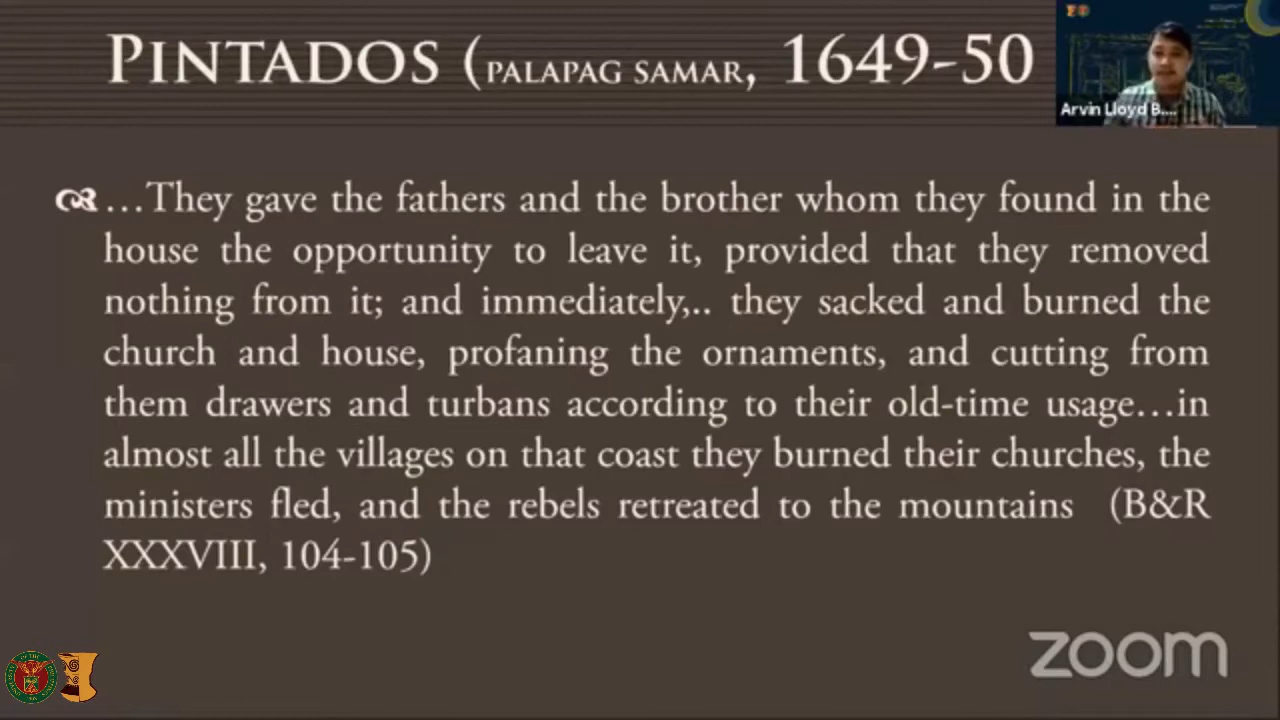 PINTADOS (PALAPAG SAMAR, 1649-50
Arvin Lloyd B....
…They gave the fathers and the brother whom they found in the
house the opportunity to leave it, provided that they removed
nothing from it; and immediately,.. they sacked and burned the
church and house, profaning the ornaments, and cutting from
them drawers and turbans according to their old-time usage…in
almost all the villages on that coast they burned their churches, the
ministers fled, and the rebels retreated to the mountains (B&R
XXXVIII, 104-105)
zoom